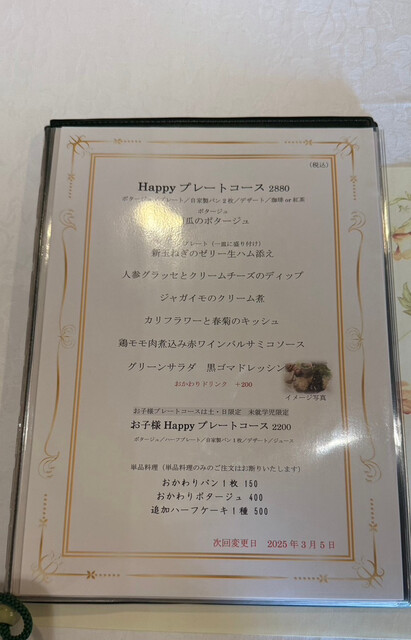 (税込)
Happy プレートコース 2880
ポタージュ/プレート/自家製パン2枚/デザート/珈琲or紅茶
ポタージュ
瓜のポタージュ
プレート (一皿に盛り付け)
新玉ねぎのゼリー生ハム添え
人参グラッセとクリームチーズのディップ
ジャガイモのクリーム煮
カリフラワーと春菊のキッシュ
鶏モモ肉煮込み赤ワインバルサミコソース
グリーンサラダ 黒ゴマドレッシン
おかわりドリンク +200
イメージ写真
お子様プレートコースは土・日限定 未就学児限定
お子様 Happy プレートコース 2200
ポタージュ/ハーフプレート/自家製パン1枚/デザート/ジュース
単品料理 (単品料理のみのご注文はお断りいたします)
おかわりパン1枚 150
おかわりポタージュ 400
追加ハーフケーキ1種 500
次回変更日 2025年3月5日